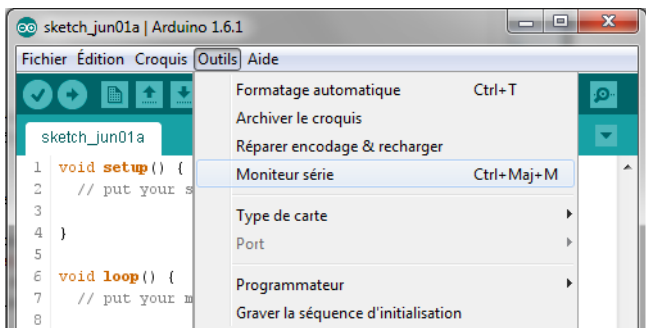 sketch_jun01a | Arduino 1.6.1
Fichier Édition Croquis Outils Aide
sketch_jun01a
1 void setup() {
2 // put your s
3
4 }
5
6 void loop() {
7 // put your m
8
Formatage automatique Ctrl+T
Archiver le croquis
Réparer encodage & recharger
Moniteur série Ctrl+Maj+M
Type de carte
Port
Programmateur
Graver la séquence d'initialisation